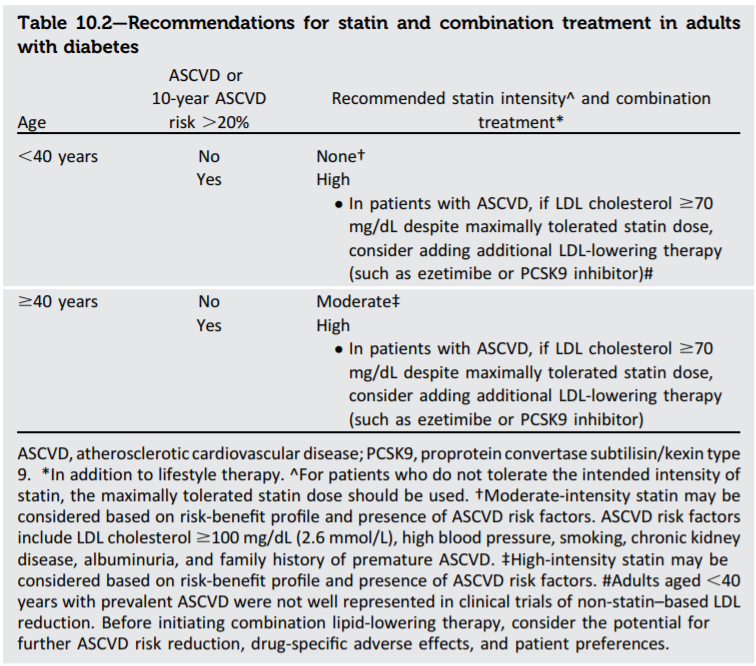 Table 10.2—Recommendations for statin and combination treatment in adults
with diabetes
ASCVD or
10-year ASCVD
risk >20%
Recommended statin intensity^ and combination
treatment*
Age
<40 years No None†
Yes High
• In patients with ASCVD, if LDL cholesterol ≥70
mg/dL despite maximally tolerated statin dose,
consider adding additional LDL-lowering therapy
(such as ezetimibe or PCSK9 inhibitor)#
≥40 years No Moderate‡
Yes High
• In patients with ASCVD, if LDL cholesterol ≥70
mg/dL despite maximally tolerated statin dose,
consider adding additional LDL-lowering therapy
(such as ezetimibe or PCSK9 inhibitor)
ASCVD, atherosclerotic cardiovascular disease; PCSK9, proprotein convertase subtilisin/kexin type
9. *In addition to lifestyle therapy. ^For patients who do not tolerate the intended intensity of
statin, the maximally tolerated statin dose should be used. †Moderate-intensity statin may be
considered based on risk-benefit profile and presence of ASCVD risk factors. ASCVD risk factors
include LDL cholesterol ≥100 mg/dL (2.6 mmol/L), high blood pressure, smoking, chronic kidney
disease, albuminuria, and family history of premature ASCVD. ‡High-intensity statin may be
considered based on risk-benefit profile and presence of ASCVD risk factors. #Adults aged <40
years with prevalent ASCVD were not well represented in clinical trials of non-statin–based LDL
reduction. Before initiating combination lipid-lowering therapy, consider the potential for
further ASCVD risk reduction, drug-specific adverse effects, and patient preferences.